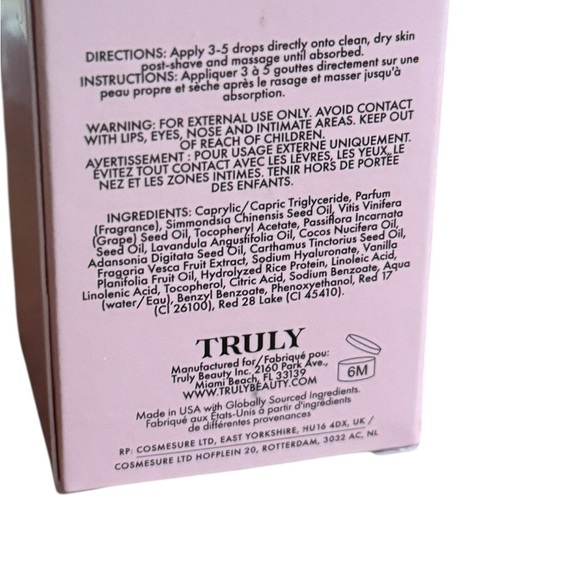 DIRECTIONS: Apply 3-5 drops directly onto clean, dry skin
post-shave and massage until absorbed.
INSTRUCTIONS: Appliquer 3 à 5 gouttes directement sur une
peau propre et sèche après le rasage et masser jusqu'à
absorption.
WARNING: FOR EXTERNAL USE ONLY. AVOID CONTACT
WITH LIPS, EYES, NOSE AND INTIMATE AREAS. KEEP OUT
OF REACH OF CHILDREN.
AVERTISSEMENT : POUR USAGE EXTERNE UNIQUEMENT.
ÉVITEZ TOUT CONTACT AVEC LES LÈVRES, LES YEUX, LE
NEZ ET LES ZONES INTIMES. TENIR HORS DE PORTÉE
DES ENFANTS.
INGREDIENTS: Caprylic/Capric Triglyceride, Parfum
(Fragrance), Simmondsia Chinensis Seed Oil, Vitis Vinifera
(Grape) Seed Oil, Tocopheryl Acetate, Passiflora Incarnata
Seed Oil, Lavandula Angustifolia Oil, Cocos Nucifera Oil,
Adansonia Digitata Seed Oil, Carthamus Tinctorius Seed Oil,
Fragaria Vesca Fruit Extract, Sodium Hyaluronate, Vanilla
Planifolia Fruit Oil, Hydrolyzed Rice Protein, Linoleic Acid,
Linolenic Acid, Tocopherol, Citric Acid, Sodium Benzoate, Aqua
(water/Eau), Benzyl Benzoate, Phenoxyethanol, Red 17
(CI 26100), Red 28 Lake (CI 45410).
TRULY
Manufactured for/Fabriqué pou:
Truly Beauty Inc. 2160 Park Ave.,
Miami Beach, FL 33139
WWW.TRULYBEAUTY.COM
6M
Made in USA with Globally Sourced Ingredients.
Fabriqué aux États-Unis à partir d'ingrédients
de différentes provenances
RP: COSMESURE LTD, EAST YORKSHIRE, HU16 4DX, UK /
COSMESURE LTD HOFPLEIN 20, ROTTERDAM, 3032 AC, NL